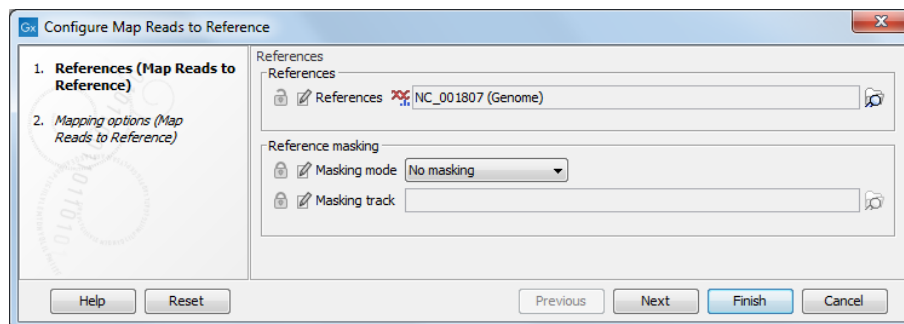 Gx Configure Map Reads to Reference
1. References (Map Reads to
Reference)
2. Mapping options (Map
Reads to Reference)
References
References
References NC_001807 (Genome)
Reference masking
Masking mode No masking
Masking track
Help Reset Previous Next Finish Cancel